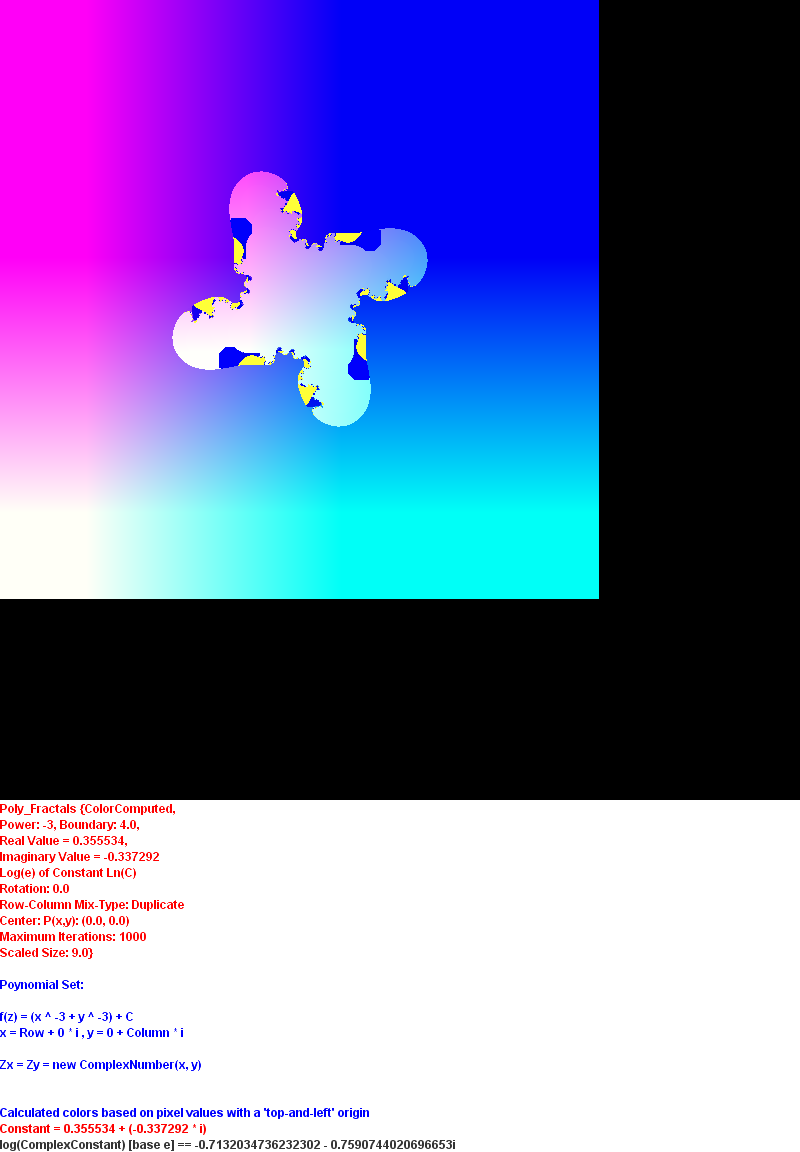 Poly_Fractals {ColorComputed,
Power: -3, Boundary: 4.0,
Real Value = 0.355534,
Imaginary Value = -0.337292
Log(e) of Constant Ln(C)
Rotation: 0.0
Row-Column Mix-Type: Duplicate
Center: P(x,y): (0.0, 0.0)
Maximum Iterations: 1000
Scaled Size: 9.0}
Poynomial Set:
f(z) = (x ^ -3 + y ^ -3) + C
x = Row + 0 * i , y = 0 + Column * i
Zx = Zy = new ComplexNumber(x, y)
Calculated colors based on pixel values with a 'top-and-left' origin
Constant = 0.355534 + (-0.337292 * i)
log(ComplexConstant) [base e] == -0.7132034736232302 - 0.7590744020696653i